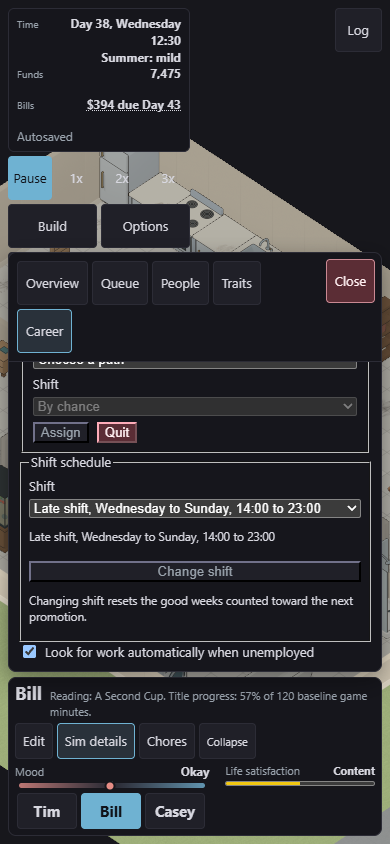 Time Day 38, Wednesday
12:30
Summer: mild
Funds 7,475
Bills $394 due Day 43
Autosaved
Log
Pause 1x 2x 3x
Build Options
Overview Queue People Traits Close
Career
Choose a path
Shift
By chance
Assign Quit
Shift schedule
Shift
Late shift, Wednesday to Sunday, 14:00 to 23:00
Late shift, Wednesday to Sunday, 14:00 to 23:00
Change shift
Changing shift resets the good weeks counted toward the next
promotion.
Look for work automatically when unemployed
Bill Reading: A Second Cup. Title progress: 57% of 120 baseline game
minutes.
Edit Sim details Chores Collapse
Mood Okay Life satisfaction Content
Tim Bill Casey